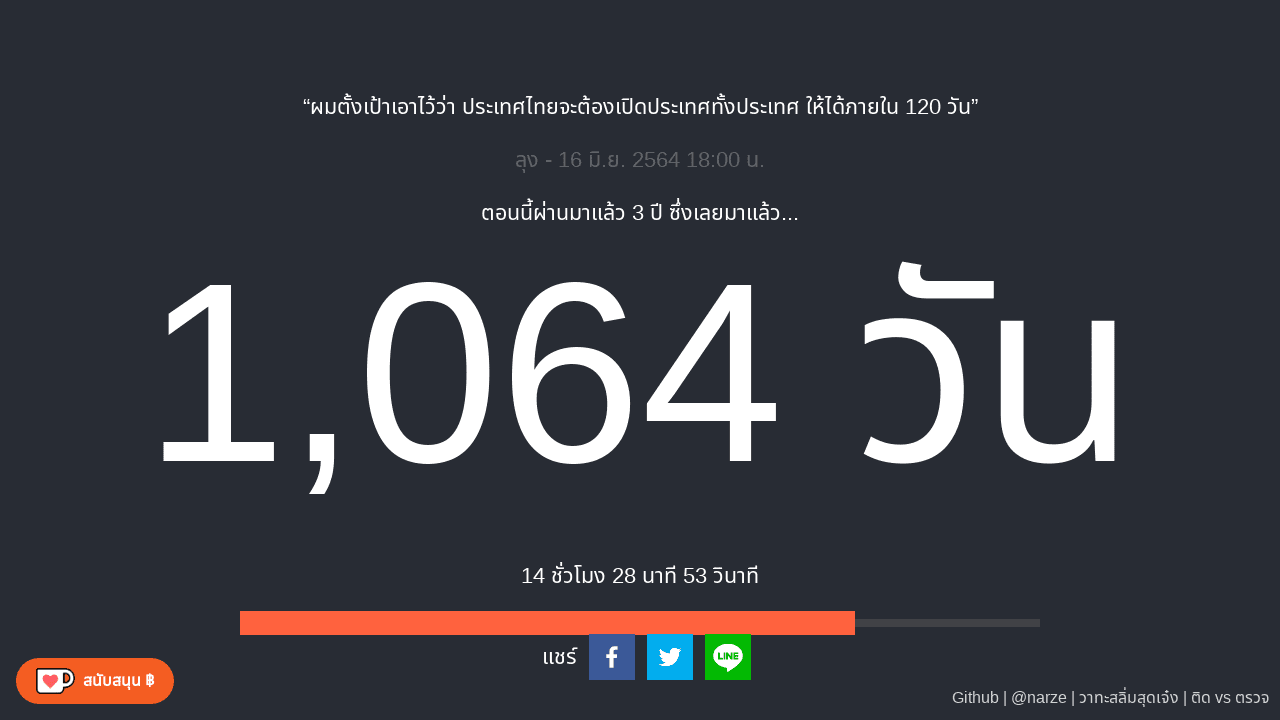 “ผมตั้งเป้าเอาไว้ว่า ประเทศไทยจะต้องเปิดประเทศทั้งประเทศ ให้ได้ภายใน 120 วัน”
ลุง - 16 มิ.ย. 2564 18:00 น.
ตอนนี้ผ่านมาแล้ว 3 ปี ซึ่งเลยมาแล้ว...
1,064 วัน
14 ชั่วโมง 28 นาที 53 วินาที
แชร์
LINE
สนับสนุน ฿
Github | @narze | วาทะสลิ่มสุดเจ๋ง | ติด vs ตรวจ